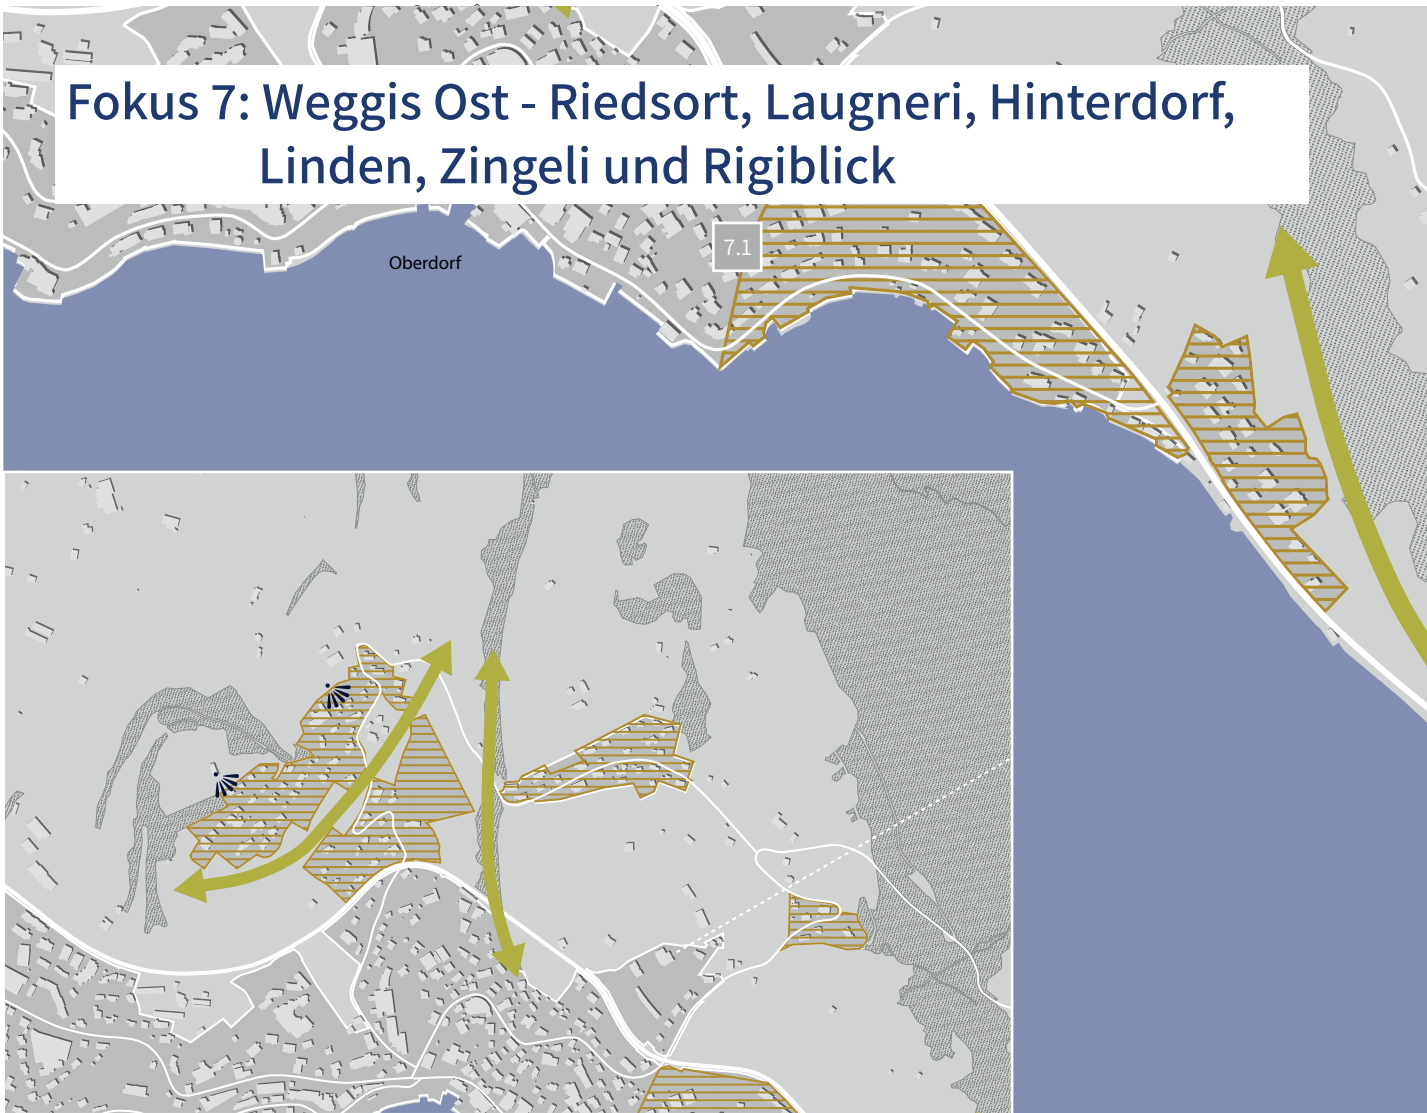 Fokus 7: Weggis Ost - Riedsort, Laugneri, Hinterdorf,
Linden, Zingeli und Rigiblick
7.1
Oberdorf